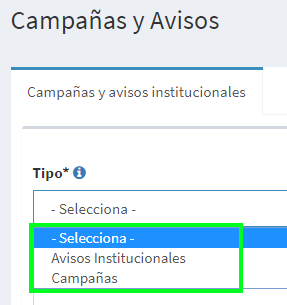 Campañas y Avisos
Campañas y avisos institucionales
Tipo*
- Selecciona -
- Selecciona -
Avisos Institucionales
Campañas